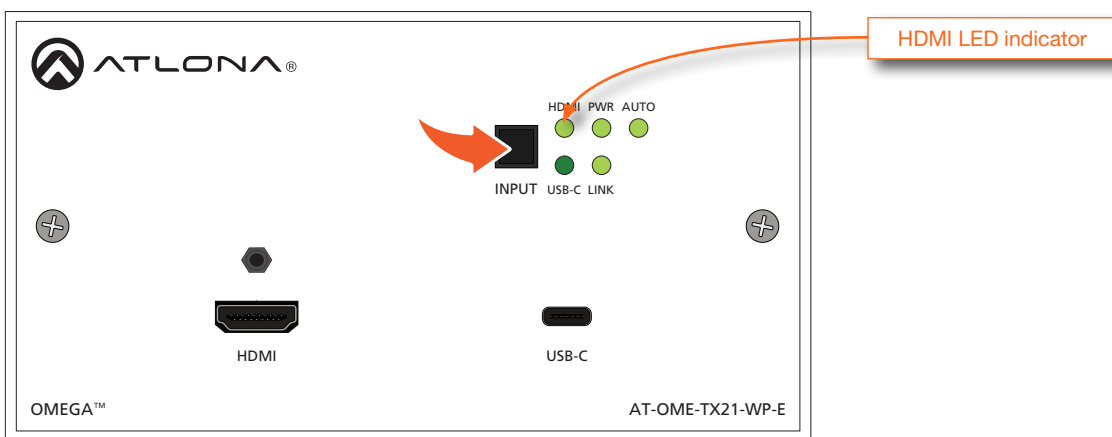 HDMI LED indicator
ATLONA®
HDMI PWR AUTO
INPUT USB-C LINK
HDMI USB-C
OMEGA™ AT-OME-TX21-WP-E